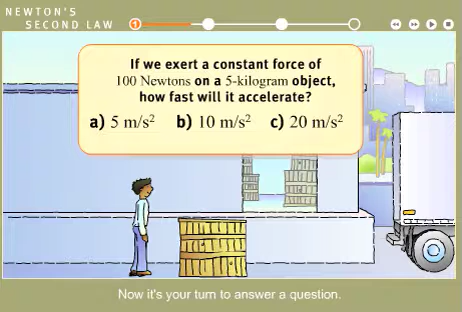 NEWTON'S
SECOND LAW
1
If we exert a constant force of
100 Newtons on a 5-kilogram object,
how fast will it accelerate?
a) 5 m/s² b) 10 m/s² c) 20 m/s²
Now it's your turn to answer a question.